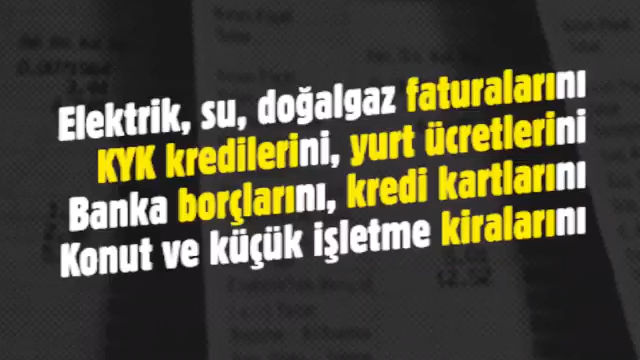 Elektrik, su, doğalgaz faturalarını
KYK kredilerini, yurt ücretlerini
Banka borçlarını, kredi kartlarını
Konut ve küçük işletme kiralarını